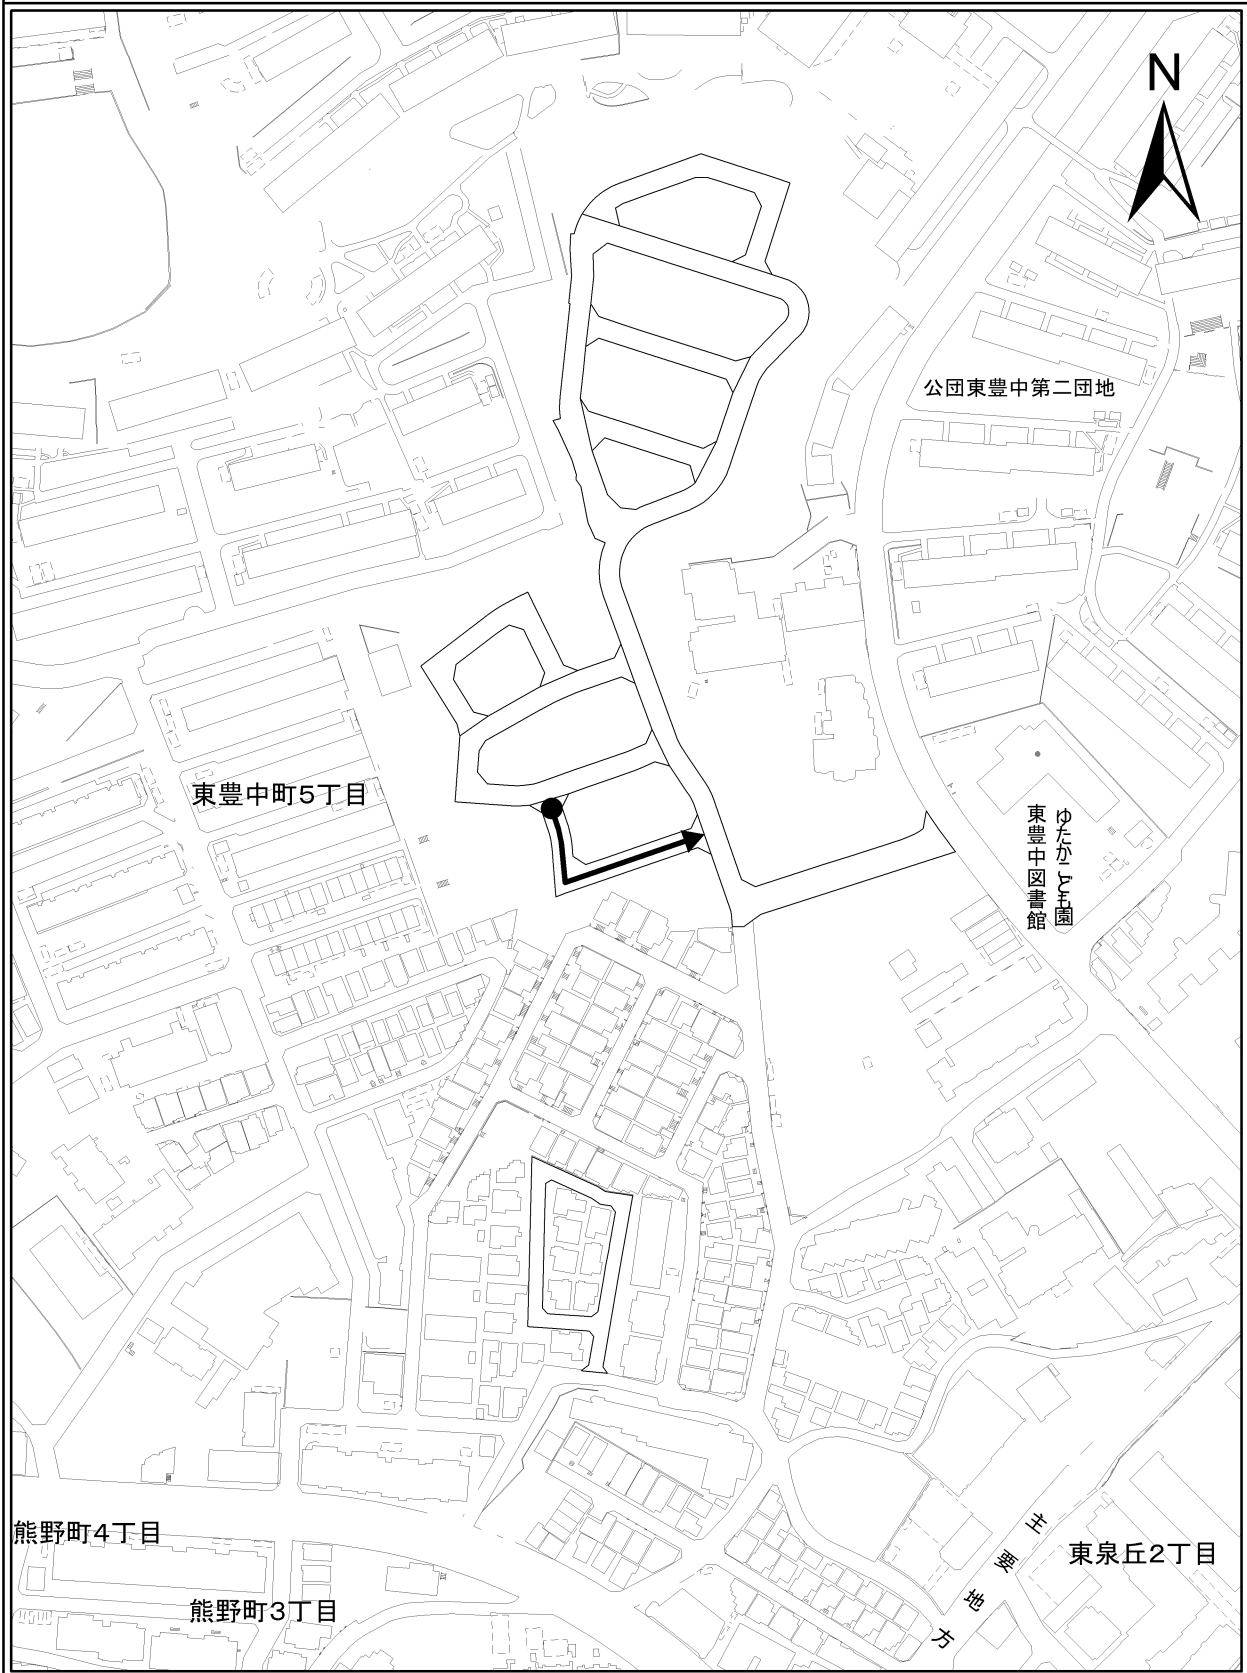 N
公団東豊中第二団地
東豊中町5丁目
ゆたかこども園
東豊中図書館
熊野町4丁目
主要地方
東泉丘2丁目
熊野町3丁目